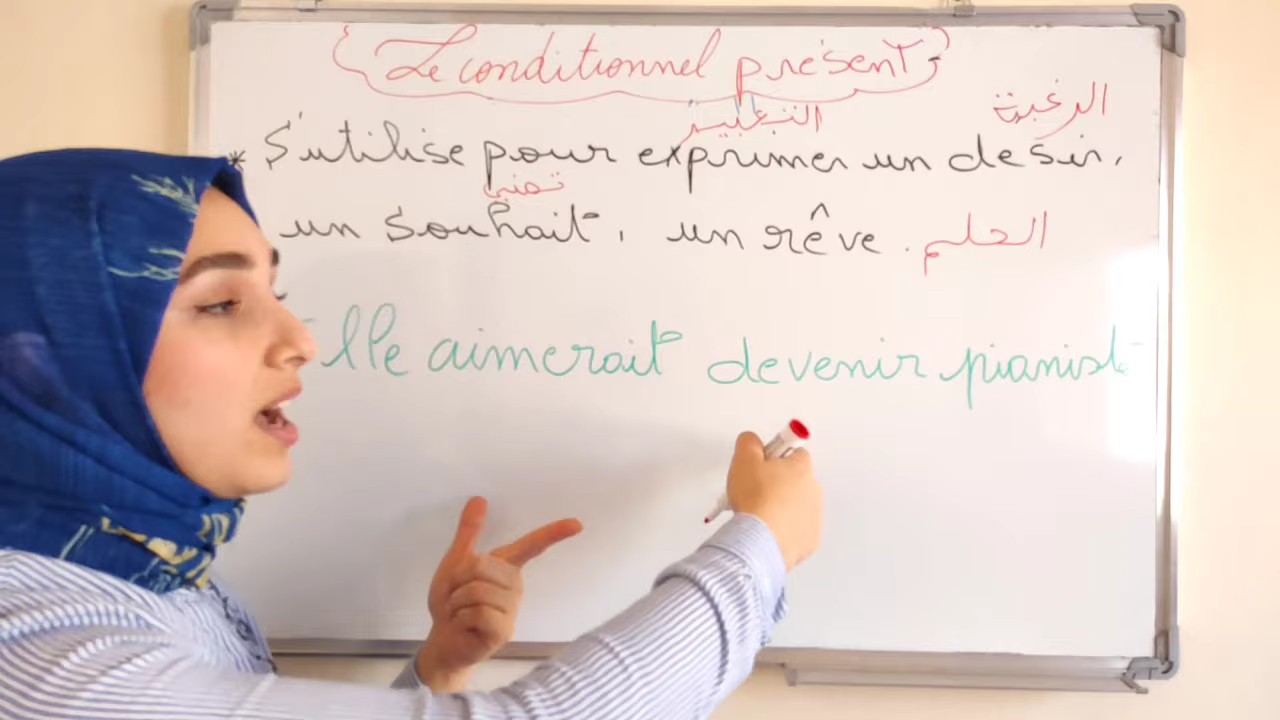 Le conditionnel présent
التعبير الرغبة
* S'utilise pour exprimer un desir,
تمني
un souhait, un rêve. الحلم
Elle aimerait devenir pianiste